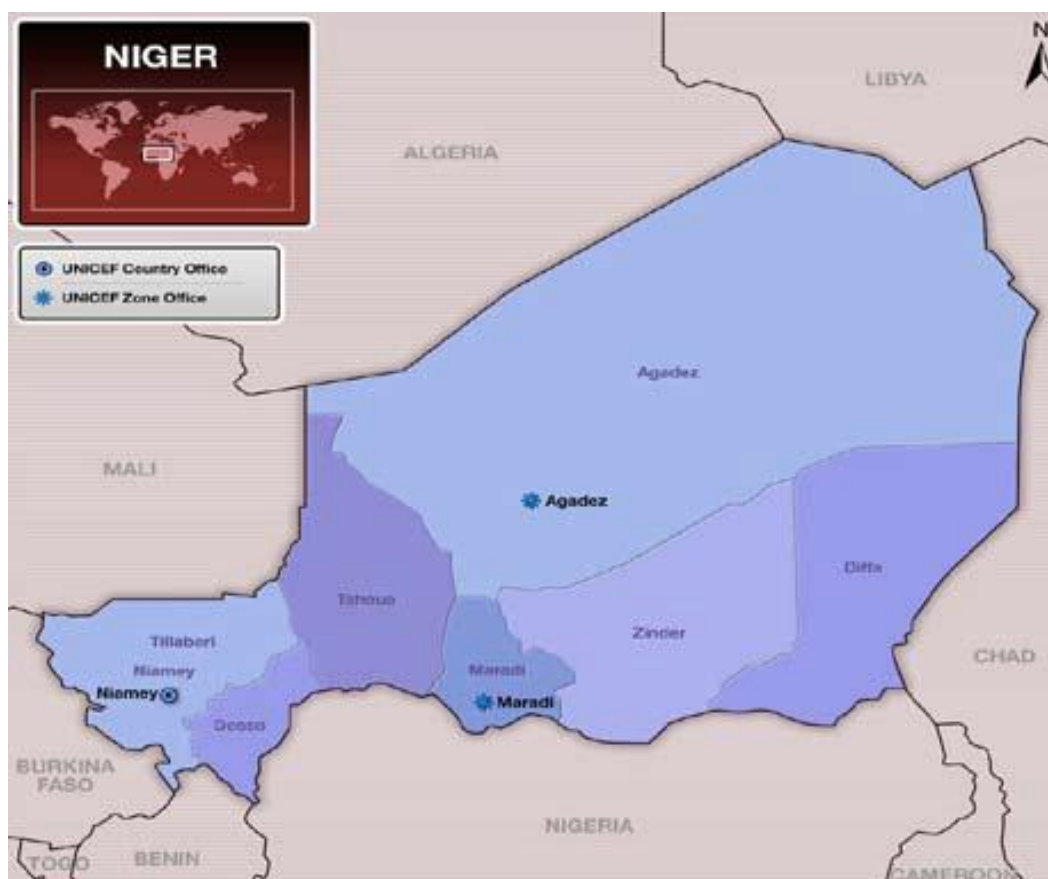 NIGER
N
LIBYA
ALGERIA
UNICEF Country Office
UNICEF Zone Office
Agadez
MALI
Agadez
Diffa
Tahoua
Zinder
Tillaberi
CHAD
Niamey
Maradi
Niamey
Maradi
Dosso
BURKINA
FASO
NIGERIA
TOGO
BENIN
CAMEROON